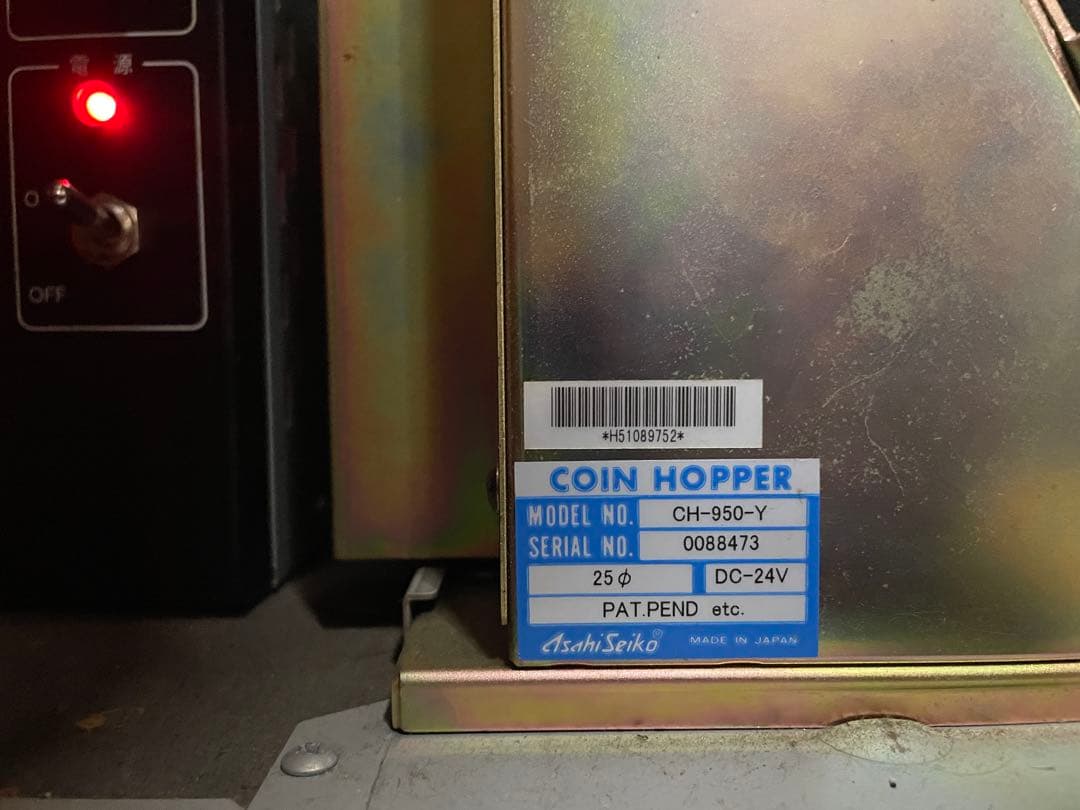 電源
OFF
*H51089752*
COIN HOPPER
MODEL NO. CH-950-Y
SERIAL NO. 0088473
25φ DC-24V
PAT.PEND etc.
AsahiSeiko® MADE IN JAPAN